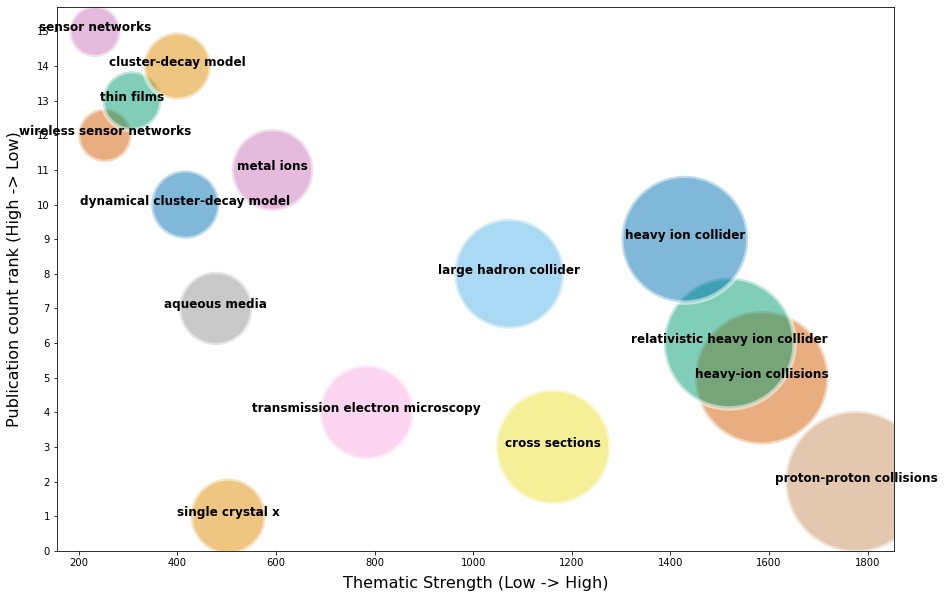 15
sensor networks
14
cluster-decay model
13
thin films
12
wireless sensor networks
11
metal ions
10
dynamical cluster-decay model
9
heavy ion collider
8
large hadron collider
7
aqueous media
6
relativistic heavy ion collider
5
heavy-ion collisions
4
transmission electron microscopy
3
cross sections
2
proton-proton collisions
1
single crystal x
0
Publication count rank (High -> Low)
200 400 600 800 1000 1200 1400 1600 1800
Thematic Strength (Low -> High)